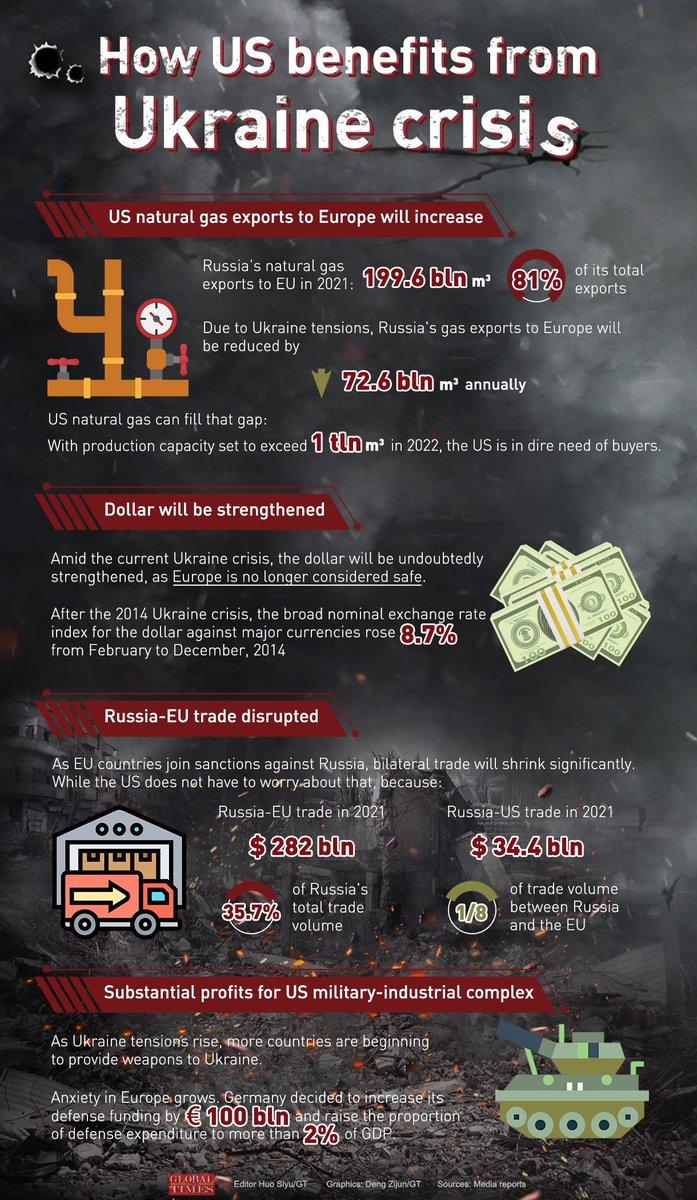 How US benefits from
Ukraine crisis
US natural gas exports to Europe will increase
Russia's natural gas
exports to EU in 2021: 199.6 bln m³ 81% of its total
exports
Due to Ukraine tensions, Russia's gas exports to Europe will
be reduced by
72.6 bln m³ annually
US natural gas can fill that gap:
With production capacity set to exceed 1 tln m³ in 2022, the US is in dire need of buyers.
Dollar will be strengthened
Amid the current Ukraine crisis, the dollar will be undoubtedly
strengthened, as Europe is no longer considered safe.
After the 2014 Ukraine crisis, the broad nominal exchange rate
index for the dollar against major currencies rose 8.7%
from February to December, 2014
100
100
100
Russia-EU trade disrupted
As EU countries join sanctions against Russia, bilateral trade will shrink significantly.
While the US does not have to worry about that, because:
Russia-EU trade in 2021
$ 282 bln
35.7% of Russia's
total trade
volume
Russia-US trade in 2021
$ 34.4 bln
1/8 of trade volume
between Russia
and the EU
Substantial profits for US military-industrial complex
As Ukraine tensions rise, more countries are beginning
to provide weapons to Ukraine.
Anxiety in Europe grows. Germany decided to increase its
defense funding by € 100 bln and raise the proportion
of defense expenditure to more than 2% of GDP.
GLOBAL
TIMES
Editor Huo Siyu/GT Graphics: Deng Zijun/GT Sources: Media reports